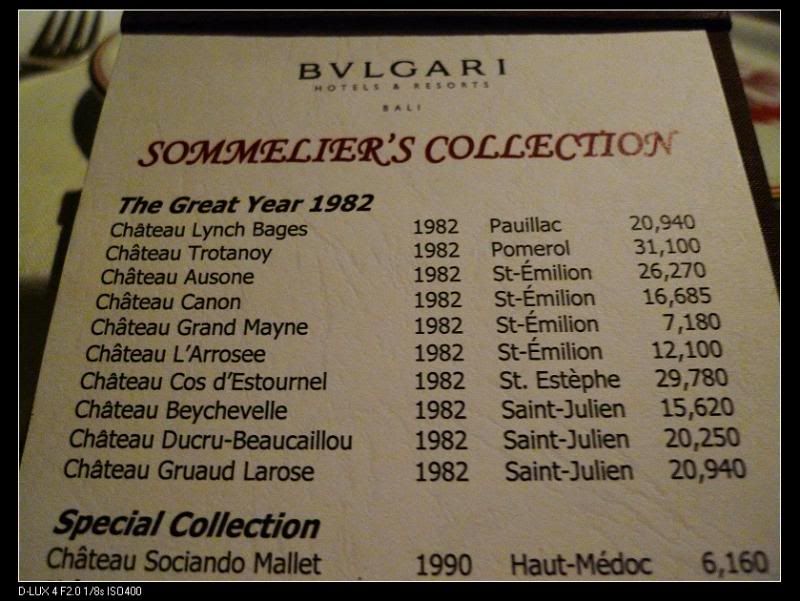 BVLGARI
HOTELS & RESORTS
BALI
SOMMELIER'S COLLECTION
The Great Year 1982
Château Lynch Bages 1982 Pauillac 20,940
Château Trotanoy 1982 Pomerol 31,100
Château Ausone 1982 St-Émilion 26,270
Château Canon 1982 St-Émilion 16,685
Château Grand Mayne 1982 St-Émilion 7,180
Château L'Arrosee 1982 St-Émilion 12,100
Château Cos d'Estournel 1982 St. Estèphe 29,780
Château Beychevelle 1982 Saint-Julien 15,620
Château Ducru-Beaucaillou 1982 Saint-Julien 20,250
Château Gruaud Larose 1982 Saint-Julien 20,940
Special Collection
Château Sociando Mallet 1990 Haut-Médoc 6,160
D-LUX 4 F2.0 1/8s ISO400